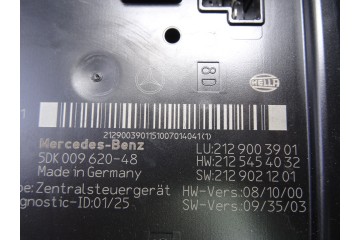 8D
HELLA
2129003901151007014041(1)
Mercedes-Benz
5DK 009 620-48
Made in Germany
pe:Zentralsteuergerät
agnostic-ID:01/25
LU:212 900 39 01
HW:212 545 40 32
SW:212 902 12 01
HW-Vers:08/10/00
SW-Vers:09/35/03